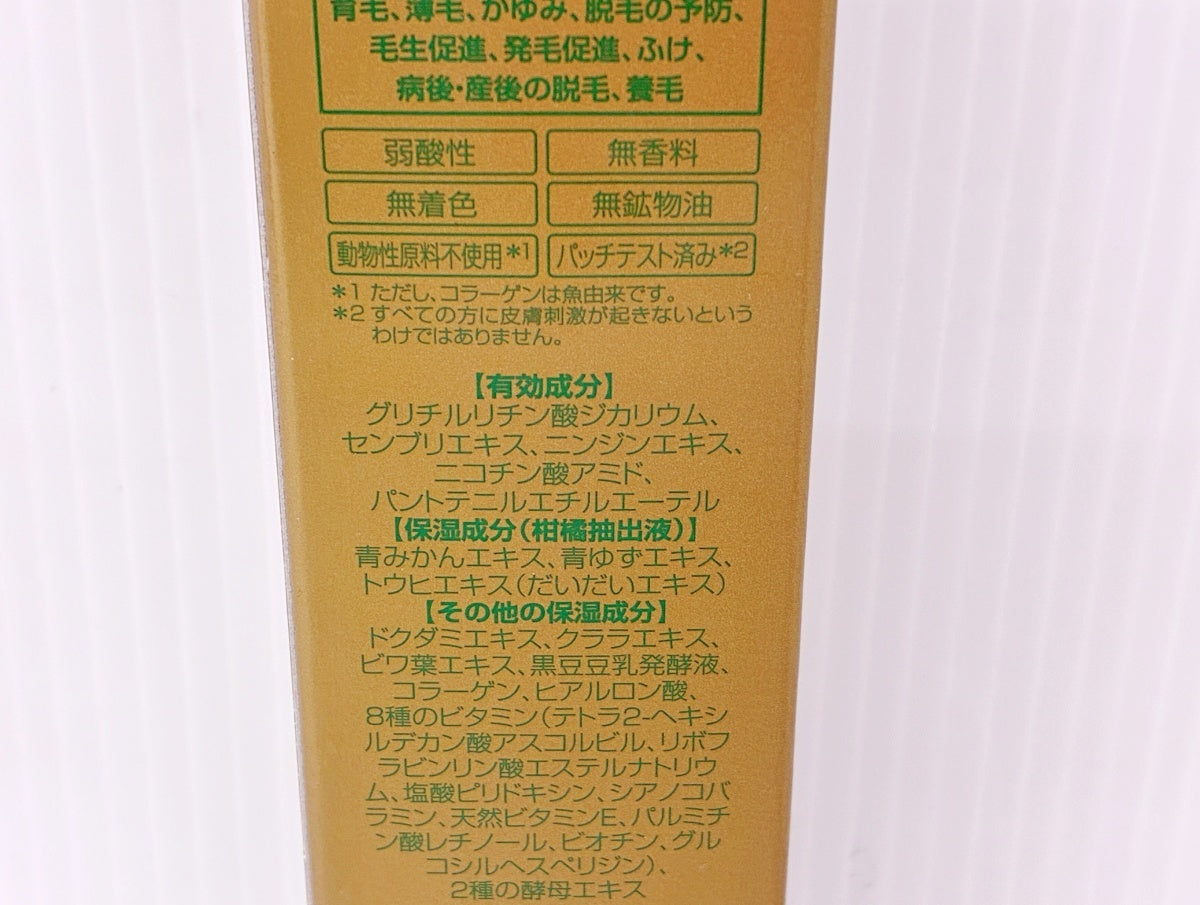 育毛、薄毛、かゆみ、脱毛の予防、
毛生促進、発毛促進、ふけ、
病後・産後の脱毛、養毛
弱酸性 無香料
無着色 無鉱物油
動物性原料不使用*1 パッチテスト済み*2
*1 ただし、コラーゲンは魚由来です。
*2 すべての方に皮膚刺激が起きないという
わけではありません。
【有効成分】
グリチルリチン酸ジカリウム、
センブリエキス、ニンジンエキス、
ニコチン酸アミド、
パントテニルエチルエーテル
【保湿成分(柑橘抽出液)】
青みかんエキス、青ゆずエキス、
トウヒエキス(だいだいエキス)
【その他の保湿成分】
ドクダミエキス、クララエキス、
ビワ葉エキス、黒豆豆乳発酵液、
コラーゲン、ヒアルロン酸、
8種のビタミン(テトラ2-ヘキシ
ルデカン酸アスコルビル、リボフ
ラビンリン酸エステルナトリウ
ム、塩酸ピリドキシン、シアノコバ
ラミン、天然ビタミンE、パルミチ
ン酸レチノール、ビオチン、グル
コシルヘスペリジン)、
2種の酵母エキス